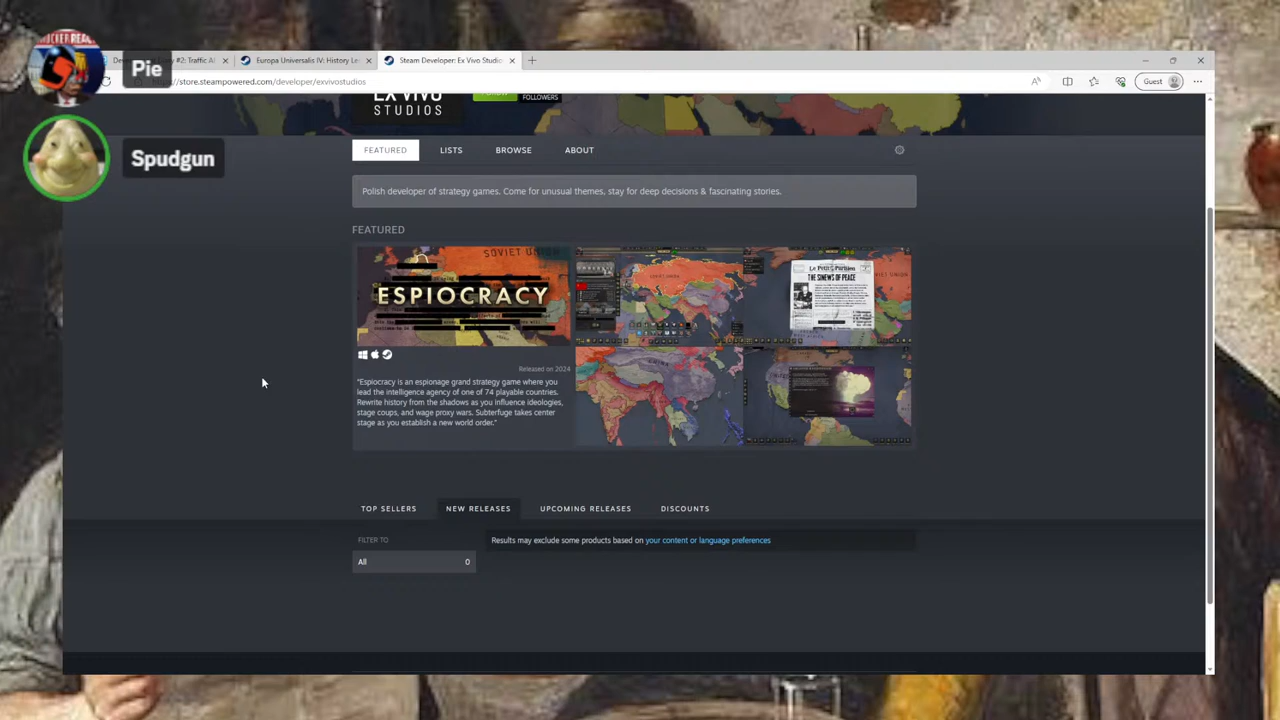 Pie
Spudgun
#2: Traffic AI
Europa Universalis IV: History Le
Steam Developer: Ex Vivo Studio
store.steampowered.com/developer/exvivostudios
Guest
EX VIVO
STUDIOS
FOLLOWERS
FEATURED
LISTS
BROWSE
ABOUT
Polish developer of strategy games. Come for unusual themes, stay for deep decisions & fascinating stories.
FEATURED
SOVIET UNION
ESPIOCRACY
Le Petit Parisien
THE SINEWS OF PEACE
Released on 2024
"Espiocracy is an espionage grand strategy game where you
lead the intelligence agency of one of 74 playable countries.
Rewrite history from the shadows as you influence ideologies,
stage coups, and wage proxy wars. Subterfuge takes center
stage as you establish a new world order."
TOP SELLERS
NEW RELEASES
UPCOMING RELEASES
DISCOUNTS
FILTER TO
Results may exclude some products based on your content or language preferences
All
0